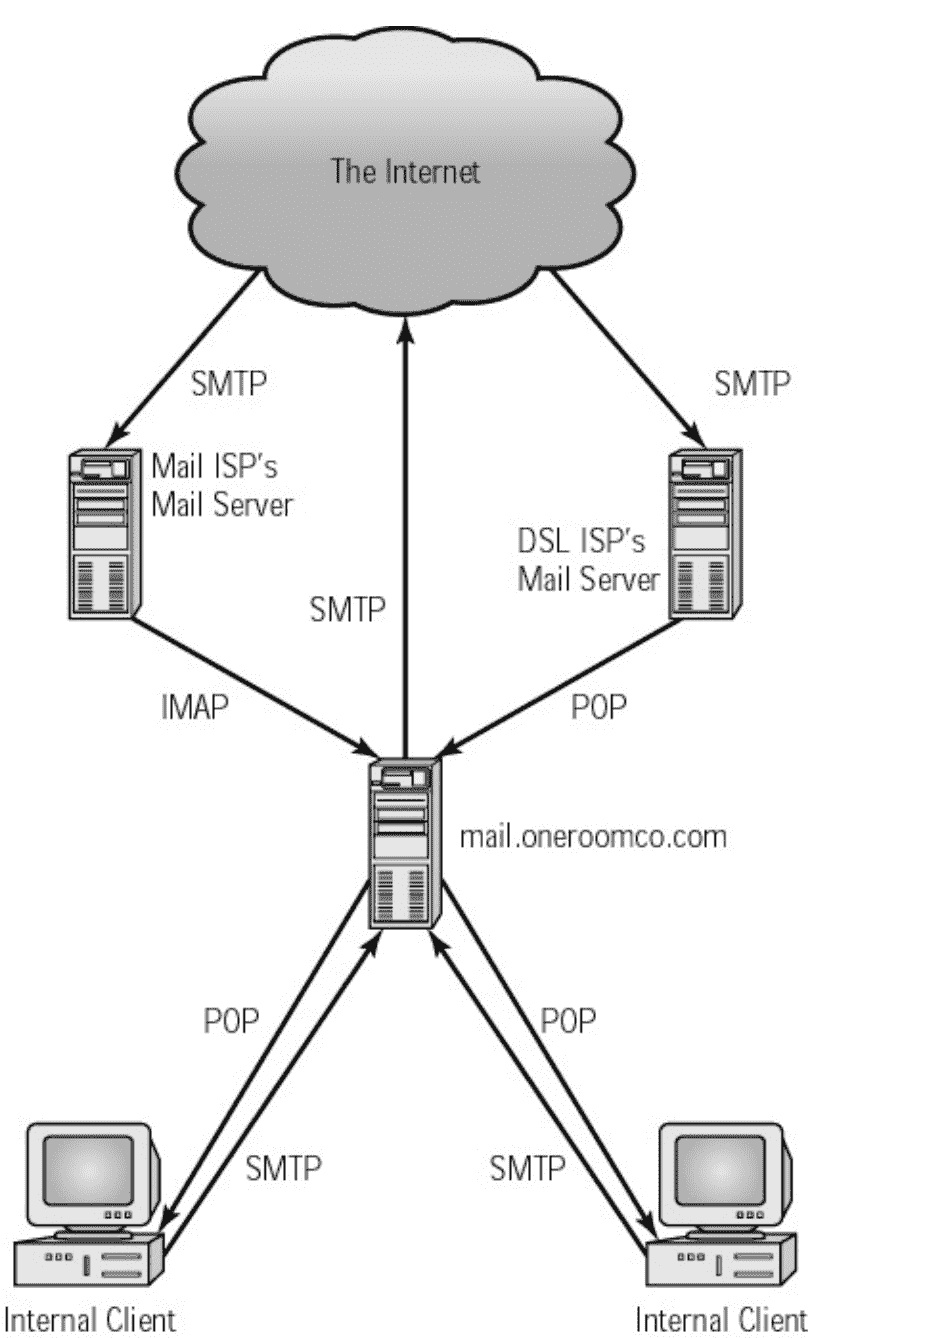 The Internet
SMTP
SMTP
Mail ISP's
Mail Server
DSL ISP's
Mail Server
SMTP
IMAP
POP
mail.oneroomco.com
POP
POP
SMTP
SMTP
Internal Client
Internal Client